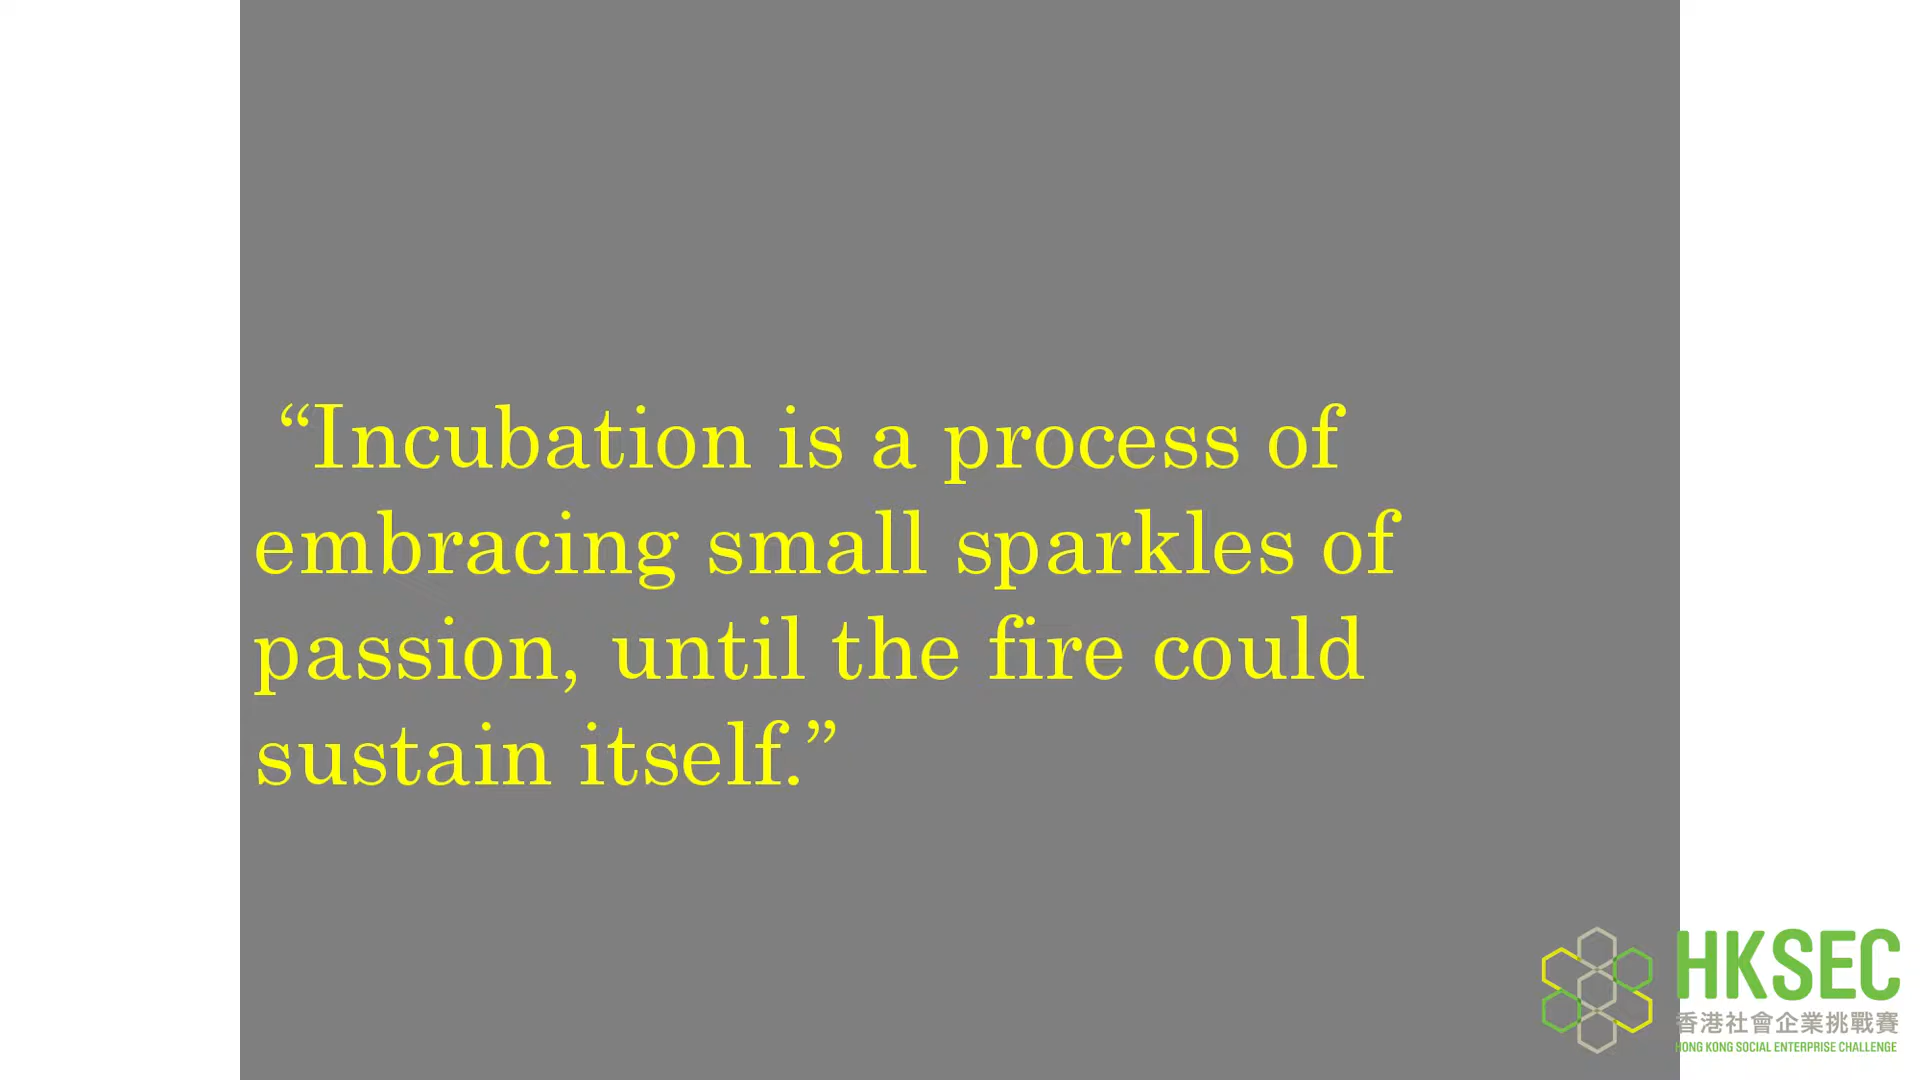 “Incubation is a process of
embracing small sparkles of
passion, until the fire could
sustain itself.”
HKSEC
香港社會企業挑戰賽
HONG KONG SOCIAL ENTERPRISE CHALLENGE